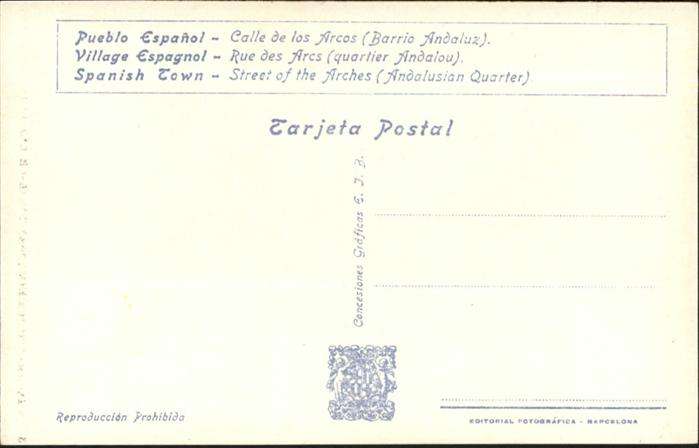 Pueblo Español – Calle de los Arcos (Barrio Andaluz).
Village Espagnol – Rue des Arcs (quartier Andalou).
Spanish Town – Street of the Arches (Andalusian Quarter)
Tarjeta Postal
Concesiones Gráficas E. I. B.
Reproducción Prohibida
EDITORIAL FOTOGRÁFICA - BARCELONA